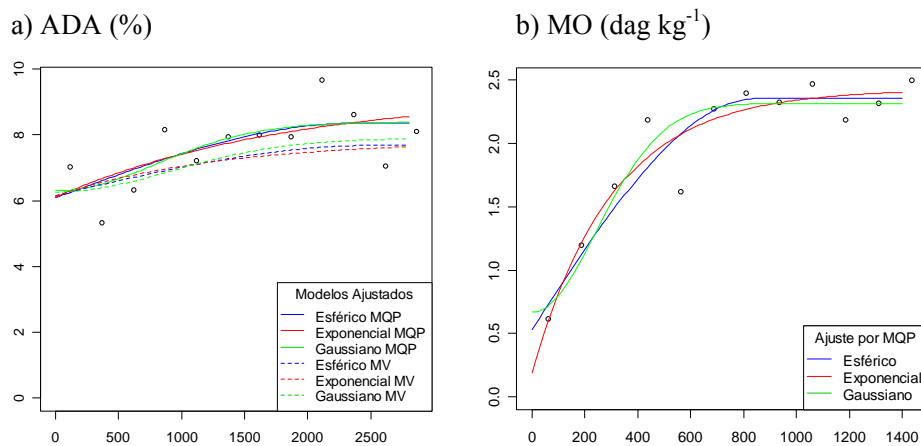 a) ADA (%)
10
8
6
4
2
0
0 500 1000 1500 2000 2500
Modelos Ajustados
Esférico MQP
Exponencial MQP
Gaussiano MQP
Esférico MV
Exponencial MV
Gaussiano MV
b) MO (dag kg-1)
2.5
2.0
1.5
1.0
0.5
0.0
0 200 400 600 800 1000 1200 1400
Ajuste por MQP
Esférico
Exponencial
Gaussiano